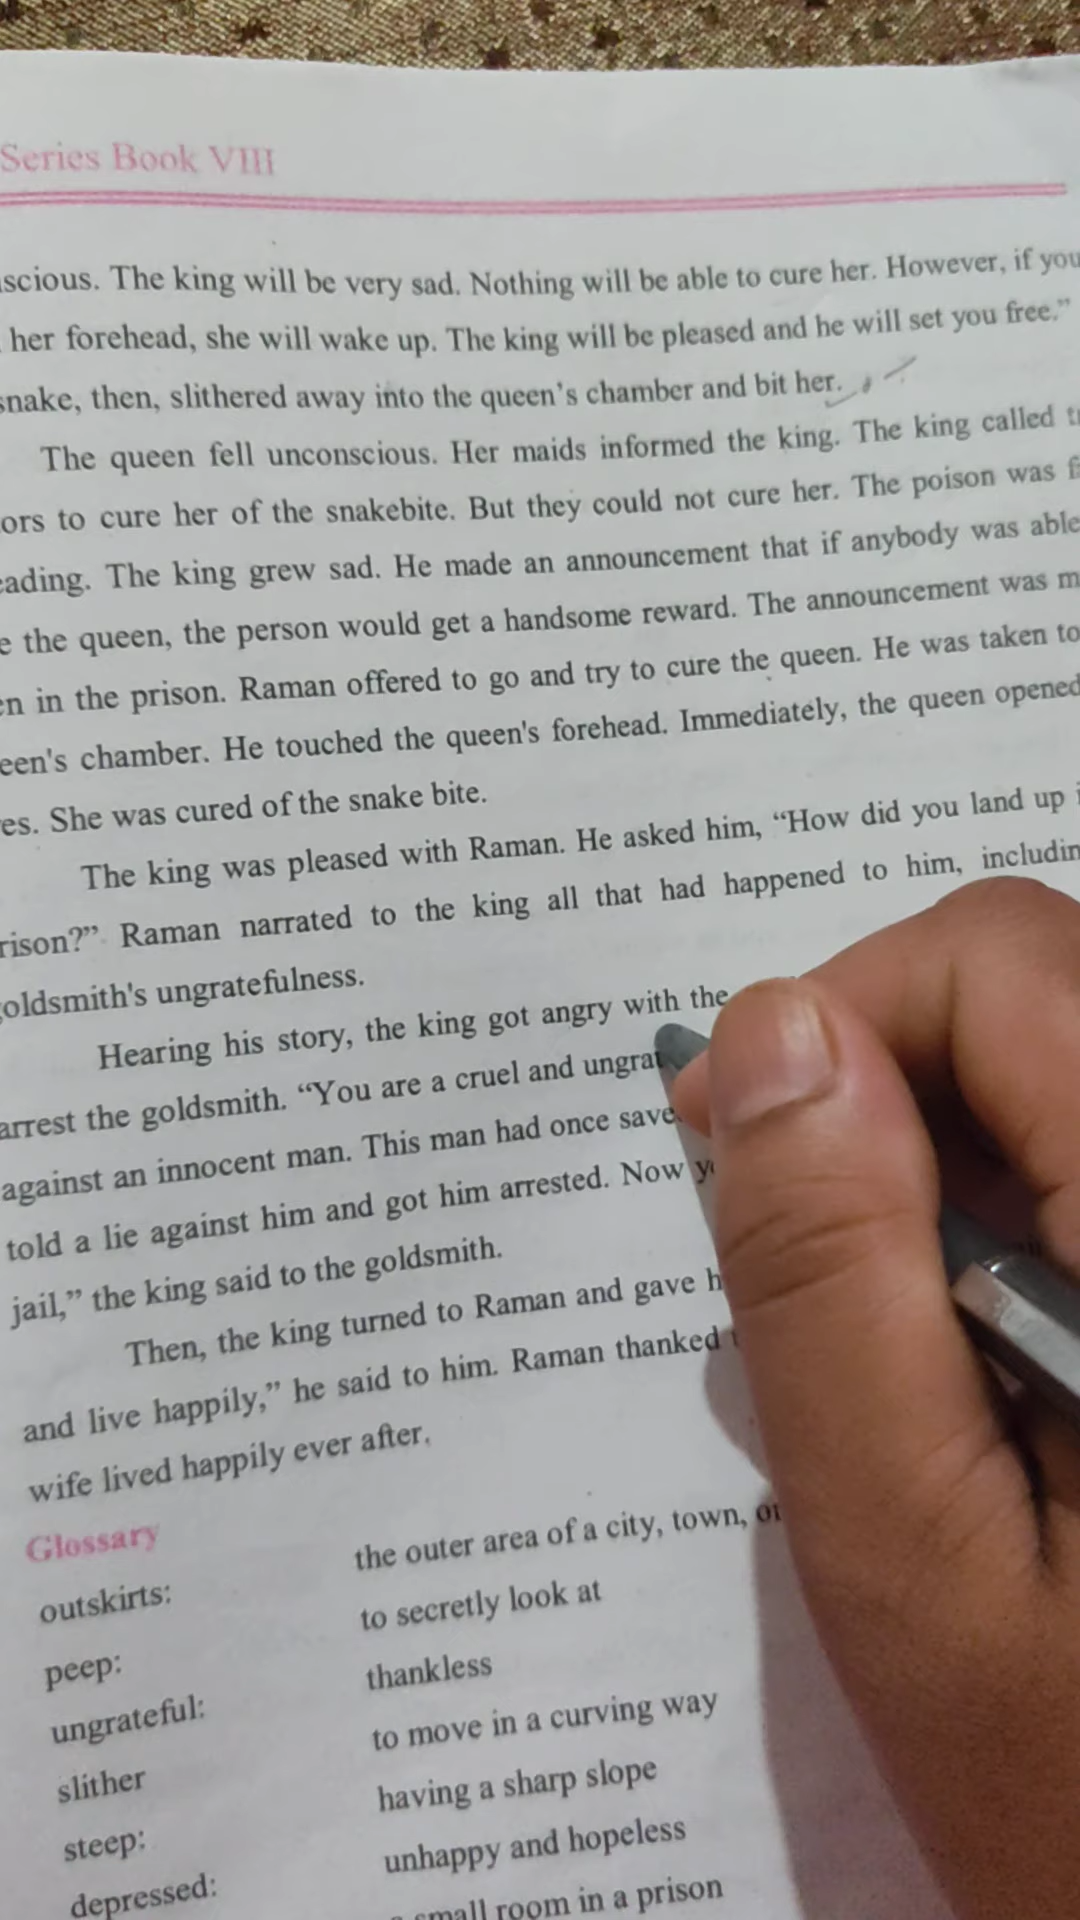 Series Book VIII
The king will be very sad. Nothing will be able to cure her. However, if you
her forehead, she will wake up. The king will be pleased and he will set you free.”
snake, then, slithered away into the queen’s chamber and bit her.
The queen fell unconscious. Her maids informed the king. The king called
ors to cure her of the snakebite. But they could not cure her. The poison was
eading. The king grew sad. He made an announcement that if anybody was able
e the queen, the person would get a handsome reward. The announcement was m
en in the prison. Raman offered to go and try to cure the queen. He was taken to
een's chamber. He touched the queen's forehead. Immediately, the queen opened
es. She was cured of the snake bite.
The king was pleased with Raman. He asked him, “How did you land up i
rison?” Raman narrated to the king all that had happened to him, includin
oldsmith's ungratefulness.
Hearing his story, the king got angry with the
arrest the goldsmith. “You are a cruel and ungrat
against an innocent man. This man had once save
told a lie against him and got him arrested. Now
jail,” the king said to the goldsmith.
Then, the king turned to Raman and gave h
and live happily,” he said to him. Raman thanked
wife lived happily ever after.
Glossary
outskirts: the outer area of a city, town, or
peep: to secretly look at
ungrateful: thankless
slither to move in a curving way
steep: having a sharp slope
depressed: unhappy and hopeless
small room in a prison